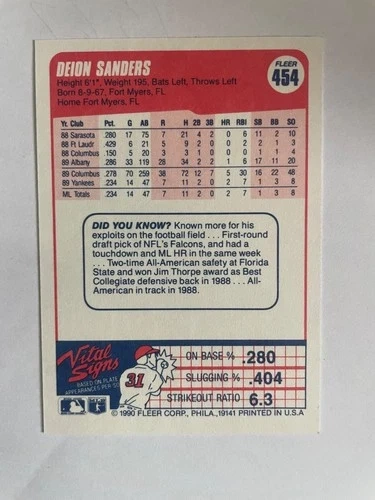 DEION SANDERS
FLEER
454
Height 6'1", Weight 195, Bats Left, Throws Left
Born 8-9-67, Fort Myers, FL
Home Fort Myers, FL
Yr. Club Pct. G AB R H 2B 3B HR RBI SB BB SO
88 Sarasota .280 17 75 7 21 4 2 0 6 11 2 10
88 Ft Laudr .429 6 21 5 9 2 0 0 2 2 1 3
88 Columbus .150 5 20 3 3 1 0 0 0 1 1 4
89 Albany .286 33 119 28 34 2 2 1 6 17 11 20
89 Columbus .278 70 259 38 72 12 7 5 30 16 22 48
89 Yankees .234 14 47 7 11 2 0 2 7 1 3 8
ML Totals .234 14 47 7 11 2 0 2 7 1 3 8
DID YOU KNOW? Known more for his
exploits on the football field . . . First-round
draft pick of NFL's Falcons, and had a
touchdown and ML HR in the same week
. . . Two-time All-American safety at Florida
State and won Jim Thorpe award as Best
Collegiate defensive back in 1988 . . . All-
American in track in 1988.
Vital
Signs
BASED ON PLATE
APPEARANCES PER
31
ON BASE % .280
SLUGGING % .404
STRIKEOUT RATIO 6.3
© 1990 FLEER CORP., PHILA., 19141 PRINTED IN U.S.A